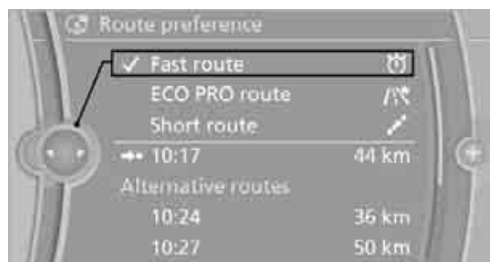 Route preference
Fast route
ECO PRO route
Short route
10:17 44 km
Alternative routes
10:24 36 km
10:27 50 km